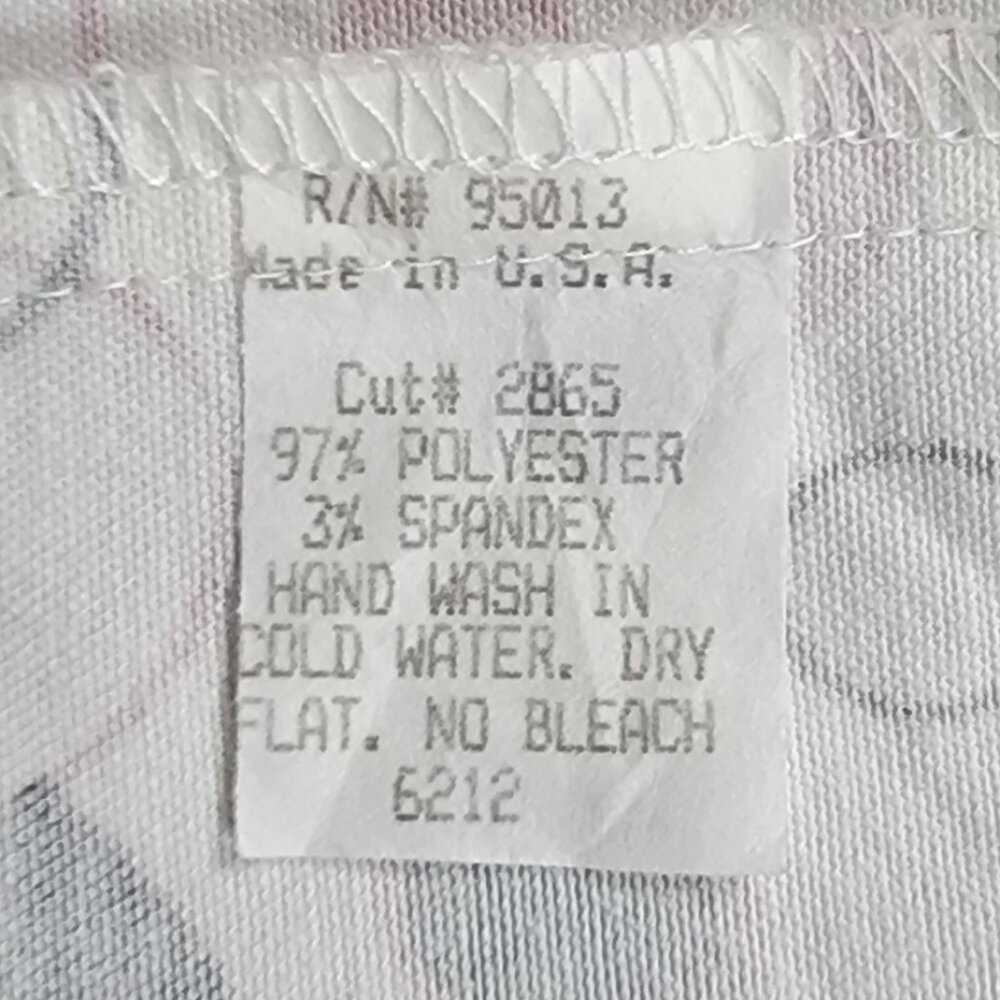 R/N# 95013
Made in U.S.A.
Cut# 2865
97% POLYESTER
3% SPANDEX
HAND WASH IN
COLD WATER. DRY
FLAT. NO BLEACH
6212